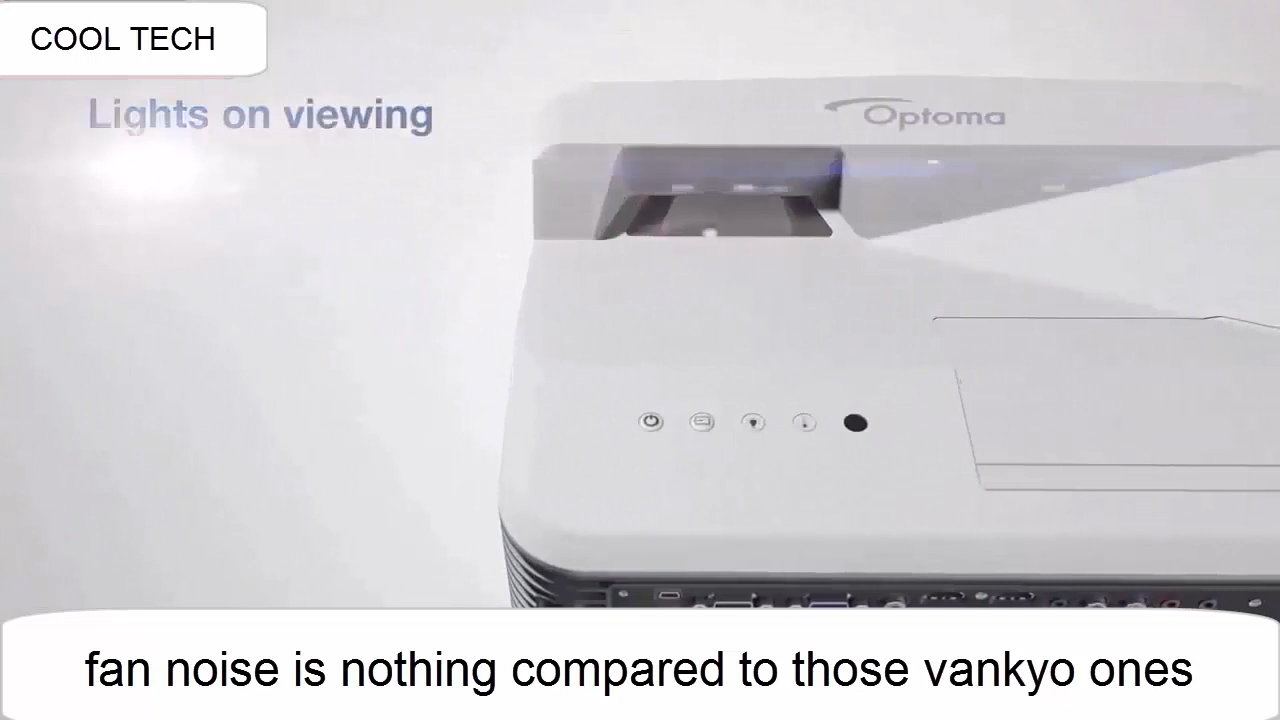 COOL TECH
Lights on viewing
Optoma
fan noise is nothing compared to those vankyo ones